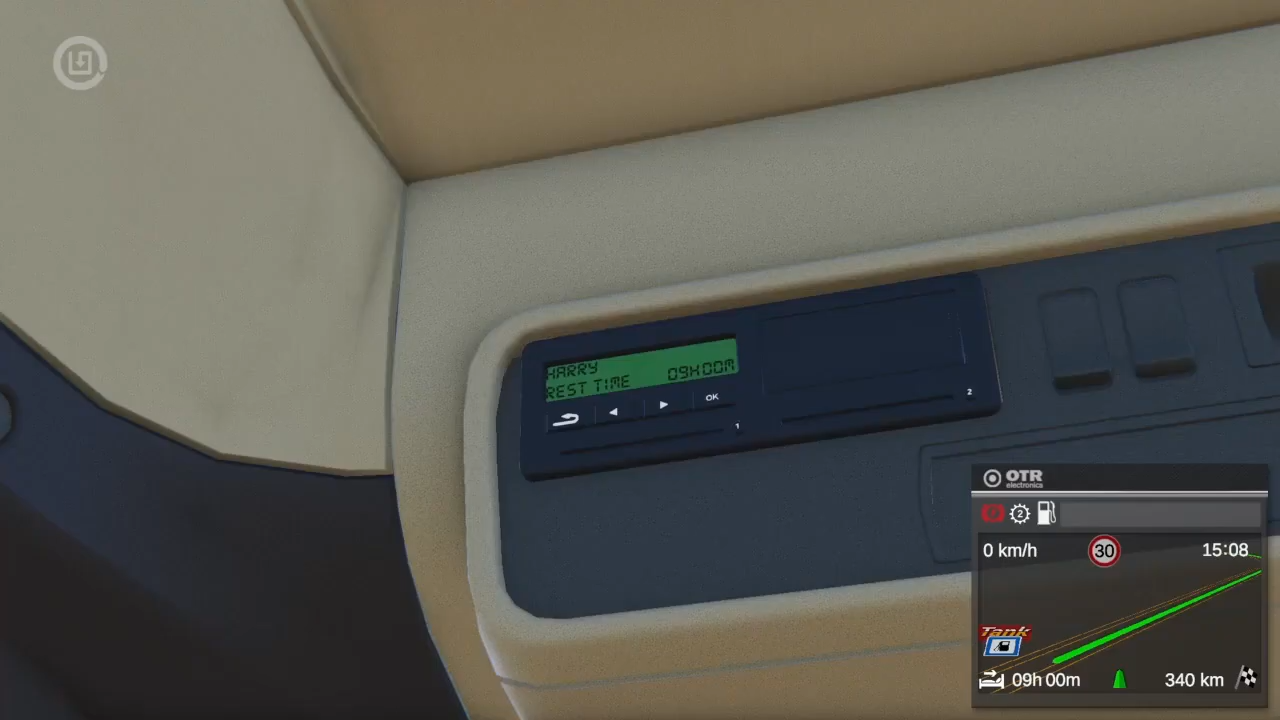 HARRY
REST TIME 09H00M
OK
1
2
OTR
electronics
2
0 km/h
30
15:08
Tank
09h 00m
340 km